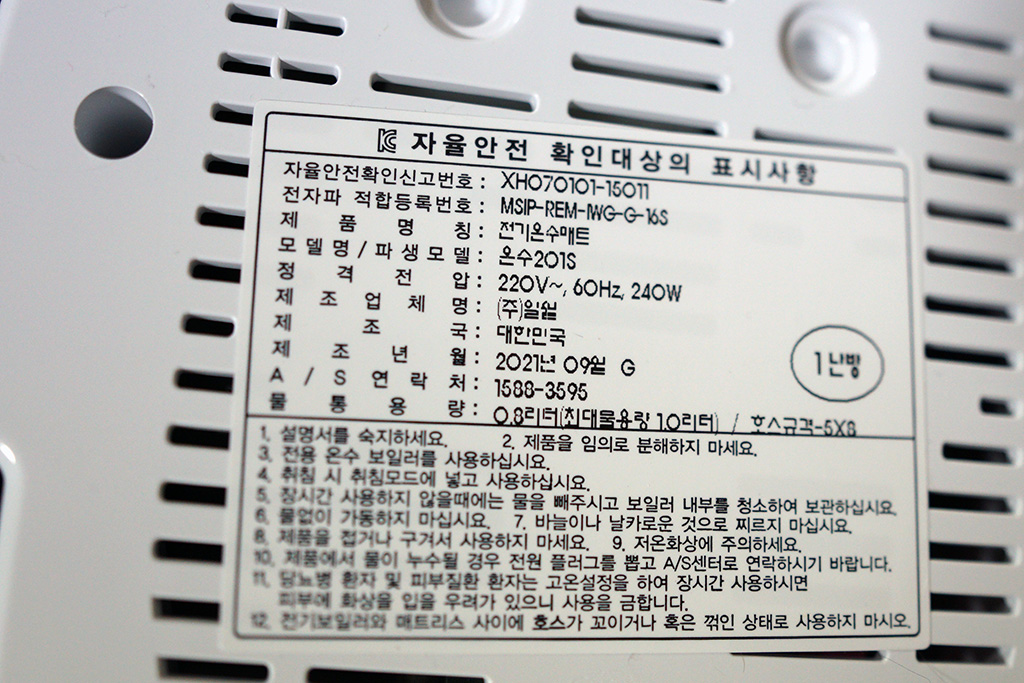 KC 자율안전 확인대상의 표시사항
자율안전확인신고번호 : XH070101-15011
전자파 적합등록번호 : MSIP-REM-IWG-G-16S
제 품 명 칭 : 전기온수매트
모델명/파생모델 : 온수201S
정 격 전 압 : 220V~, 60Hz, 240W
제 조 업 체 명 : (주)일월
제 조 국 : 대한민국
제 조 년 월 : 2021년 09월 G
A / S 연 락 처 : 1588-3595
물 통 용 량 : 0.8리터(최대물용량 1.0리터) / 호스규격-5X8
1난방
1. 설명서를 숙지하세요. 2. 제품을 임의로 분해하지 마세요.
3. 전용 온수 보일러를 사용하십시요.
4. 취침 시 취침모드에 넣고 사용하십시요.
5. 장시간 사용하지 않을때에는 물을 빼주시고 보일러 내부를 청소하여 보관하십시요.
6. 물없이 가동하지 마십시요. 7. 바늘이나 날카로운 것으로 찌르지 마십시요.
8. 제품을 접거나 구겨서 사용하지 마세요. 9. 저온화상에 주의하세요.
10. 제품에서 물이 누수될 경우 전원 플러그를 뽑고 A/S센터로 연락하시기 바랍니다.
11. 당뇨병 환자 및 피부질환 환자는 고온설정을 하여 장시간 사용하시면
피부에 화상을 입을 우려가 있으니 사용을 금합니다.
12. 전기보일러와 매트리스 사이에 호스가 꼬이거나 혹은 꺾인 상태로 사용하지 마시오.